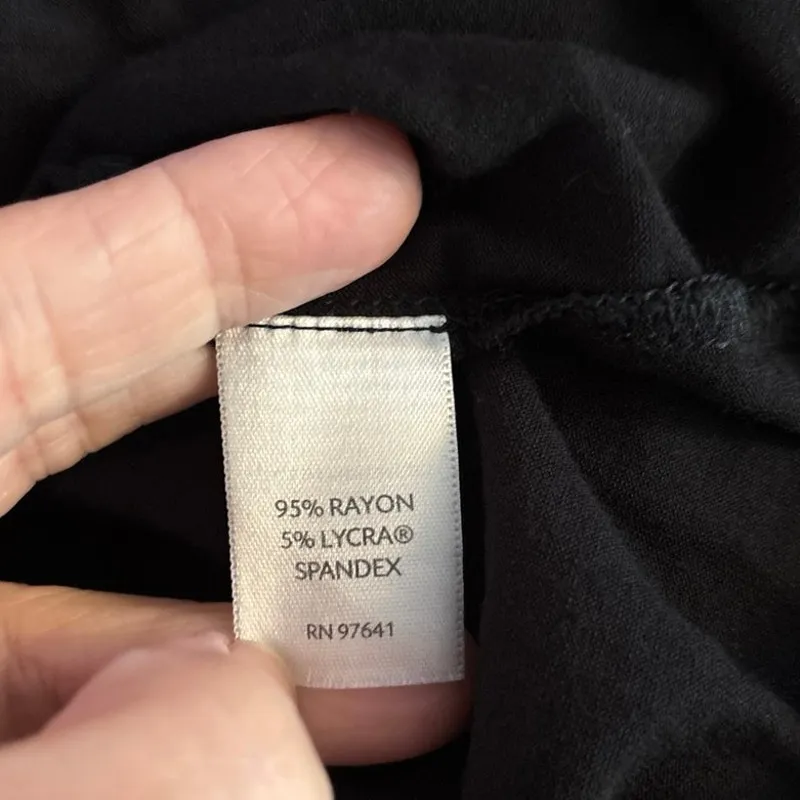 95% RAYON
5% LYCRA®
SPANDEX
RN 97641